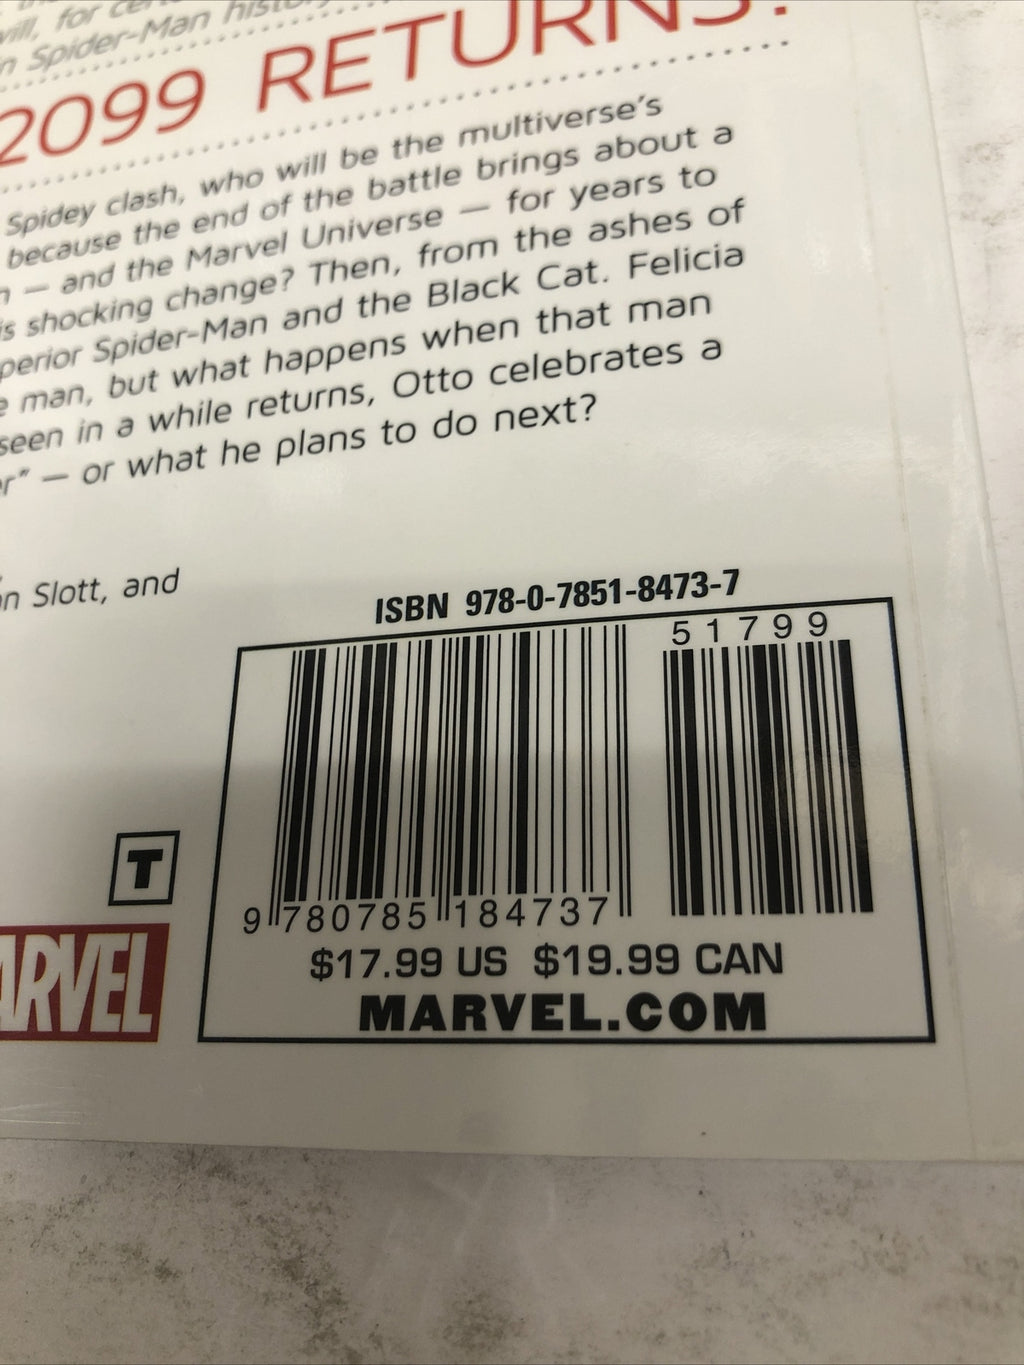 will, for
n Spider-Man history
2099 RETURNS!
Spidey clash, who will be the multiverse's
because the end of the battle brings about a
n — and the Marvel Universe — for years to
is shocking change? Then, from the ashes of
perior Spider-Man and the Black Cat. Felicia
e man, but what happens when that man
seen in a while returns, Otto celebrates a
r" — or what he plans to do next?
n Slott, and
ISBN 978-0-7851-8473-7
51799
9 780785 184737
$17.99 US $19.99 CAN
MARVEL.COM
T
MARVEL